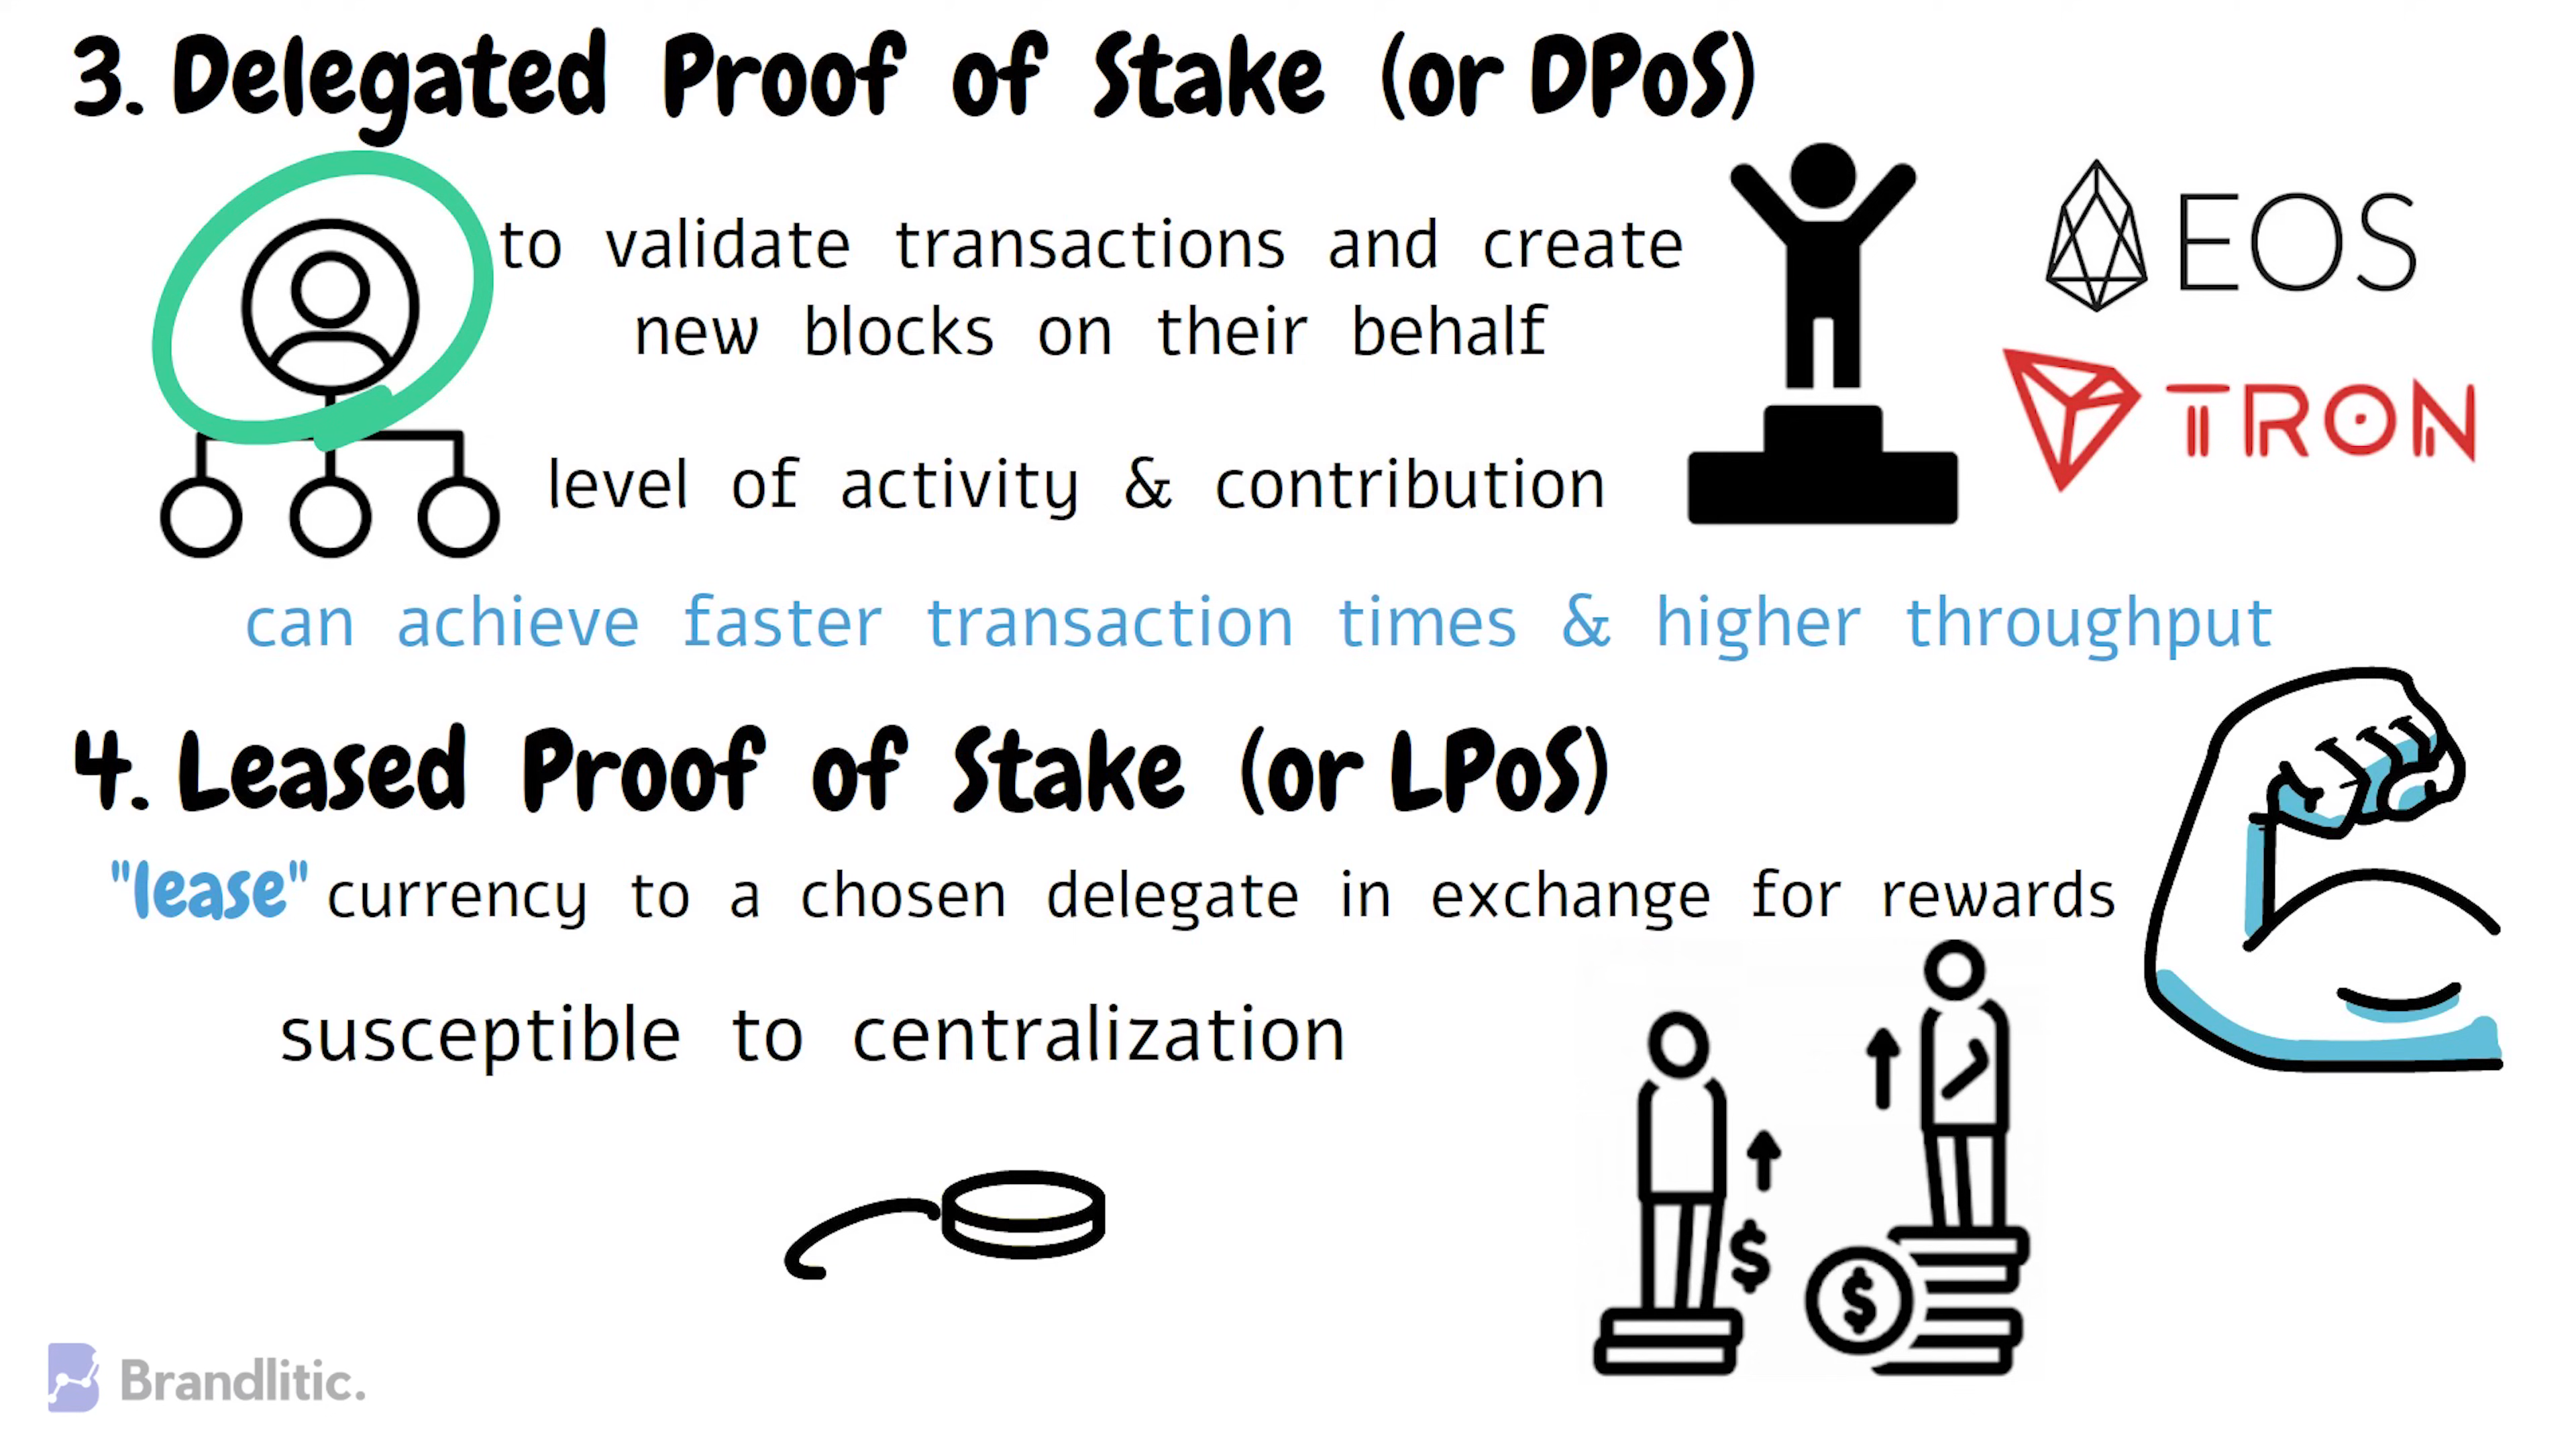 3. Delegated Proof of Stake (or DPoS)
to validate transactions and create
new blocks on their behalf
EOS
TRON
level of activity & contribution
can achieve faster transaction times & higher throughput
4. Leased Proof of Stake (or LPoS)
"lease" currency to a chosen delegate in exchange for rewards
susceptible to centralization
$
$
Brandlitic.